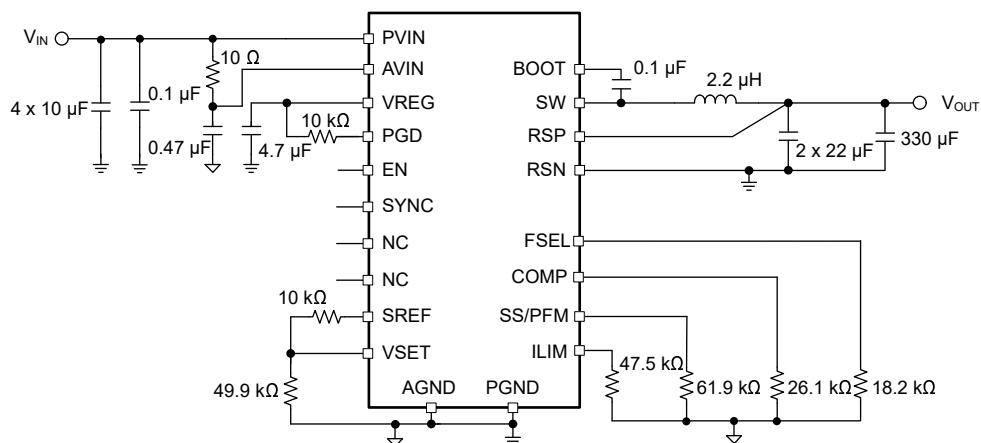 V_IN
4 x 10 µF
0.1 µF
10 Ω
0.47 µF
4.7 µF
10 kΩ
10 kΩ
49.9 kΩ
PVIN
AVIN
VREG
PGD
EN
SYNC
NC
NC
SREF
VSET
AGND
PGND
BOOT
SW
RSP
RSN
FSEL
COMP
SS/PFM
ILIM
0.1 µF
2.2 µH
V_OUT
2 x 22 µF
330 µF
47.5 kΩ
61.9 kΩ
26.1 kΩ
18.2 kΩ